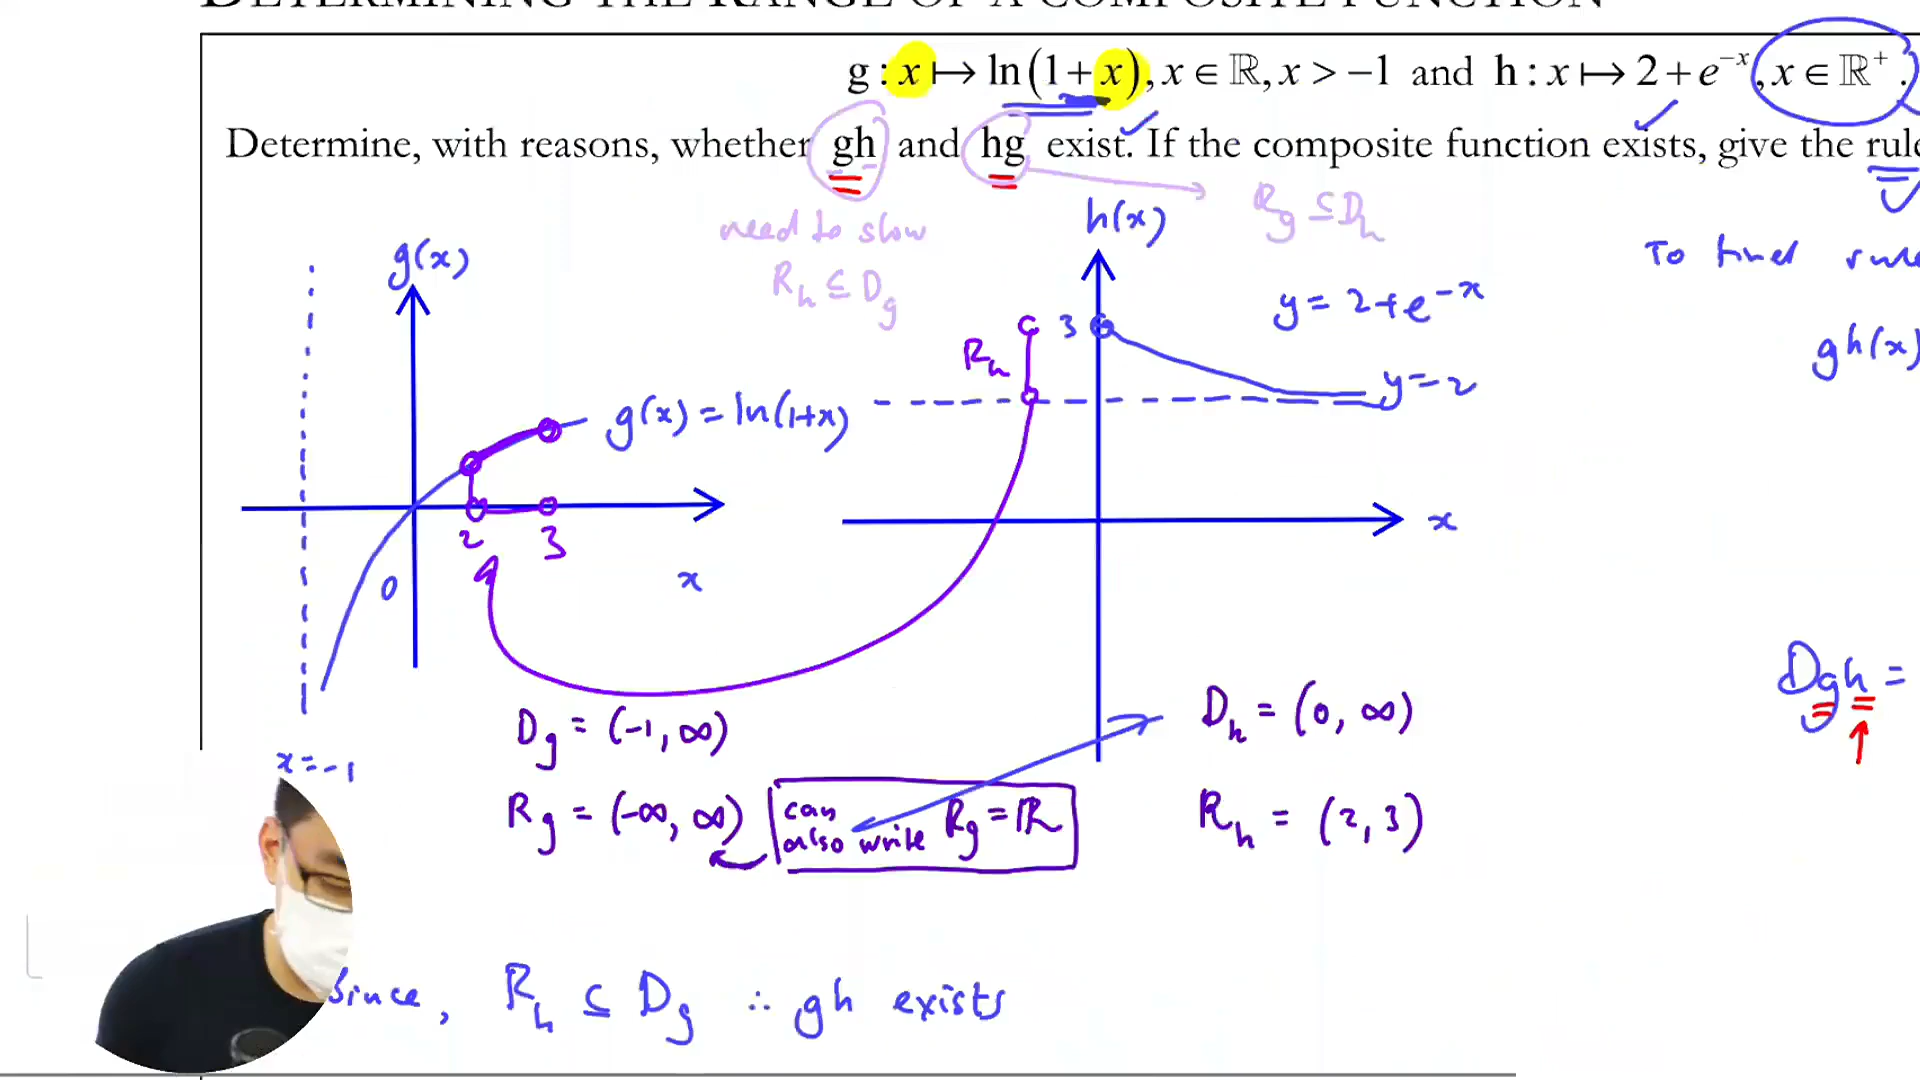 DETERMINING THE RANGE OF A COMPOSITE FUNCTION
g : x ↦ ln(1+x), x ∈ ℝ, x > −1 and h : x ↦ 2 + e^{−x}, x ∈ ℝ⁺.
Determine, with reasons, whether gh and hg exist. If the composite function exists, give the rule
need to show
R_h ⊆ D_g
R_g ⊆ D_h
To find rule
gh(x)
g(x)
g(x) = ln(1+x)
0
2
3
x
x = -1
h(x)
y = 2+e^{-x}
3
R_h
y=2
x
D_g = (-1, ∞)
R_g = (-∞, ∞)
can also write R_g = ℝ
D_h = (0, ∞)
R_h = (2, 3)
D_gh =
Since, R_h ⊆ D_g ∴ gh exists